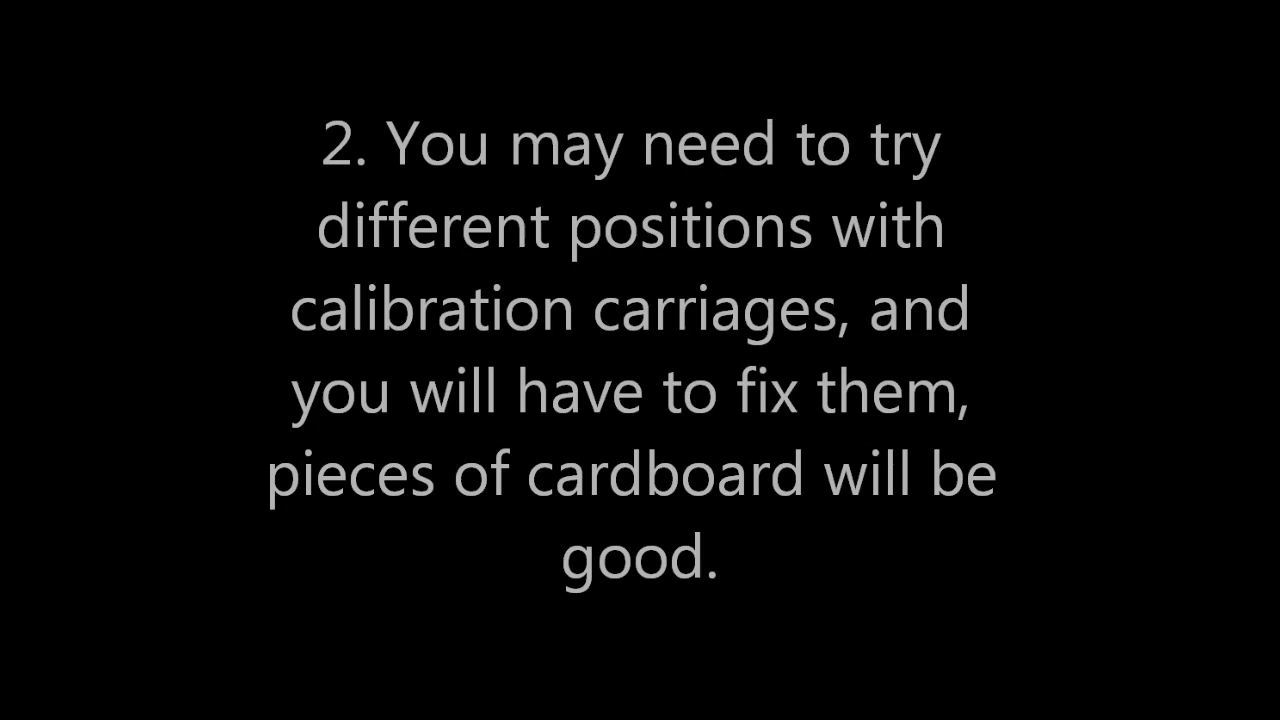 2. You may need to try
different positions with
calibration carriages, and
you will have to fix them,
pieces of cardboard will be
good.